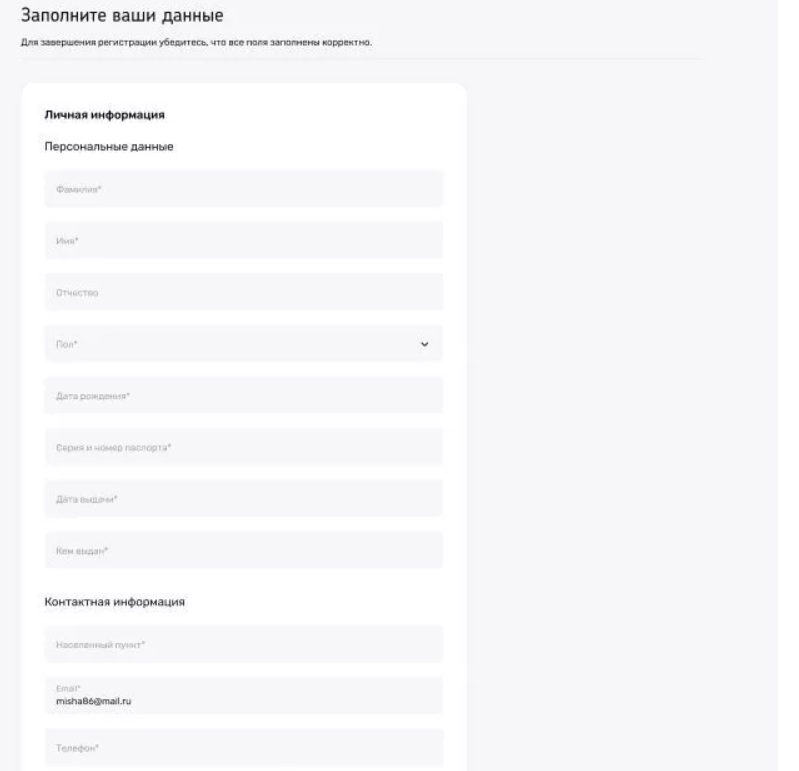 Заполните ваши данные
Для завершения регистрации убедитесь, что все поля заполнены корректно.
Личная информация
Персональные данные
Фамилия*
Имя*
Отчество
Пол*
Дата рождения*
Серия и номер паспорта*
Дата выдачи*
Кем выдан*
Контактная информация
Населенный пункт*
Email*
misha86@mail.ru
Телефон*